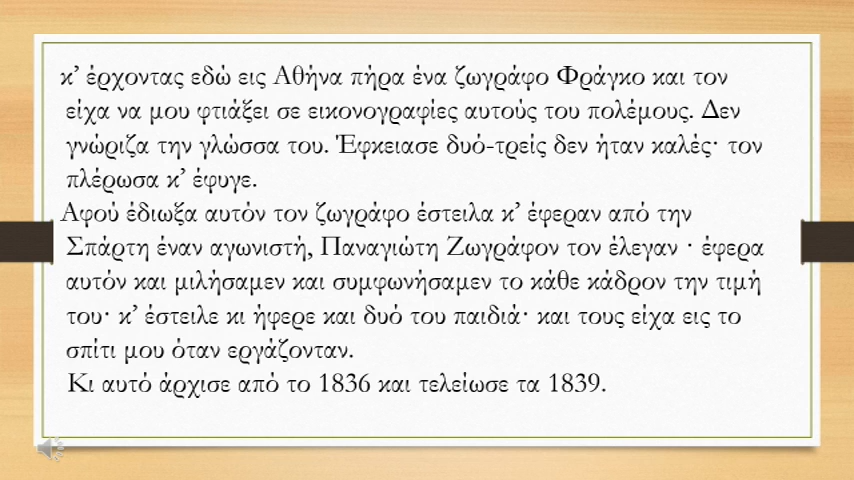 κ’ έρχοντας εδώ εις Αθήνα πήρα ένα ζωγράφο Φράγκο και τον
είχα να μου φτιάξει σε εικονογραφίες αυτούς του πολέμους. Δεν
γνώριζα την γλώσσα του. Έφκειασε δυό-τρείς δεν ήταν καλές· τον
πλέρωσα κ’ έφυγε.
Αφού έδιωξα αυτόν τον ζωγράφο έστειλα κ’ έφεραν από την
Σπάρτη έναν αγωνιστή, Παναγιώτη Ζωγράφον τον έλεγαν · έφερα
αυτόν και μιλήσαμεν και συμφωνήσαμεν το κάθε κάδρον την τιμή
του· κ’ έστειλε κι ήφερε και δυό του παιδιά· και τους είχα εις το
σπίτι μου όταν εργάζονταν.
Κι αυτό άρχισε από το 1836 και τελείωσε τα 1839.